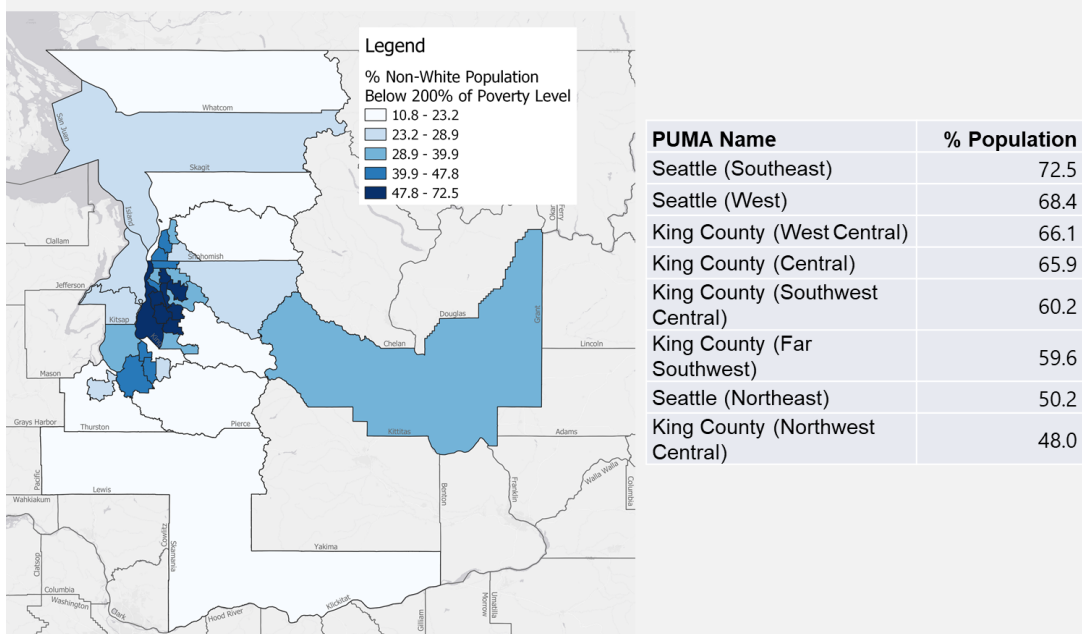 Legend
% Non-White Population
Below 200% of Poverty Level
10.8 - 23.2
23.2 - 28.9
28.9 - 39.9
39.9 - 47.8
47.8 - 72.5
Whatcom
San Juan
Skagit
Island
Clallam
Snohomish
Jefferson
Kitsap
Ferry
Douglas
Grant
Chelan
Lincoln
Mason
Grays Harbor
Thurston
Pierce
Kittitas
Adams
Pacific
Lewis
Wahkiakum
Cowlitz
Skamania
Yakima
Benton
Franklin
Walla Walla
Columbia
Clatsop
Columbia
Washington
Clark
Hood River
Klickitat
Gilliam
Morrow
Umatilla
PUMA Name % Population
Seattle (Southeast) 72.5
Seattle (West) 68.4
King County (West Central) 66.1
King County (Central) 65.9
King County (Southwest
Central) 60.2
King County (Far
Southwest) 59.6
Seattle (Northeast) 50.2
King County (Northwest
Central) 48.0